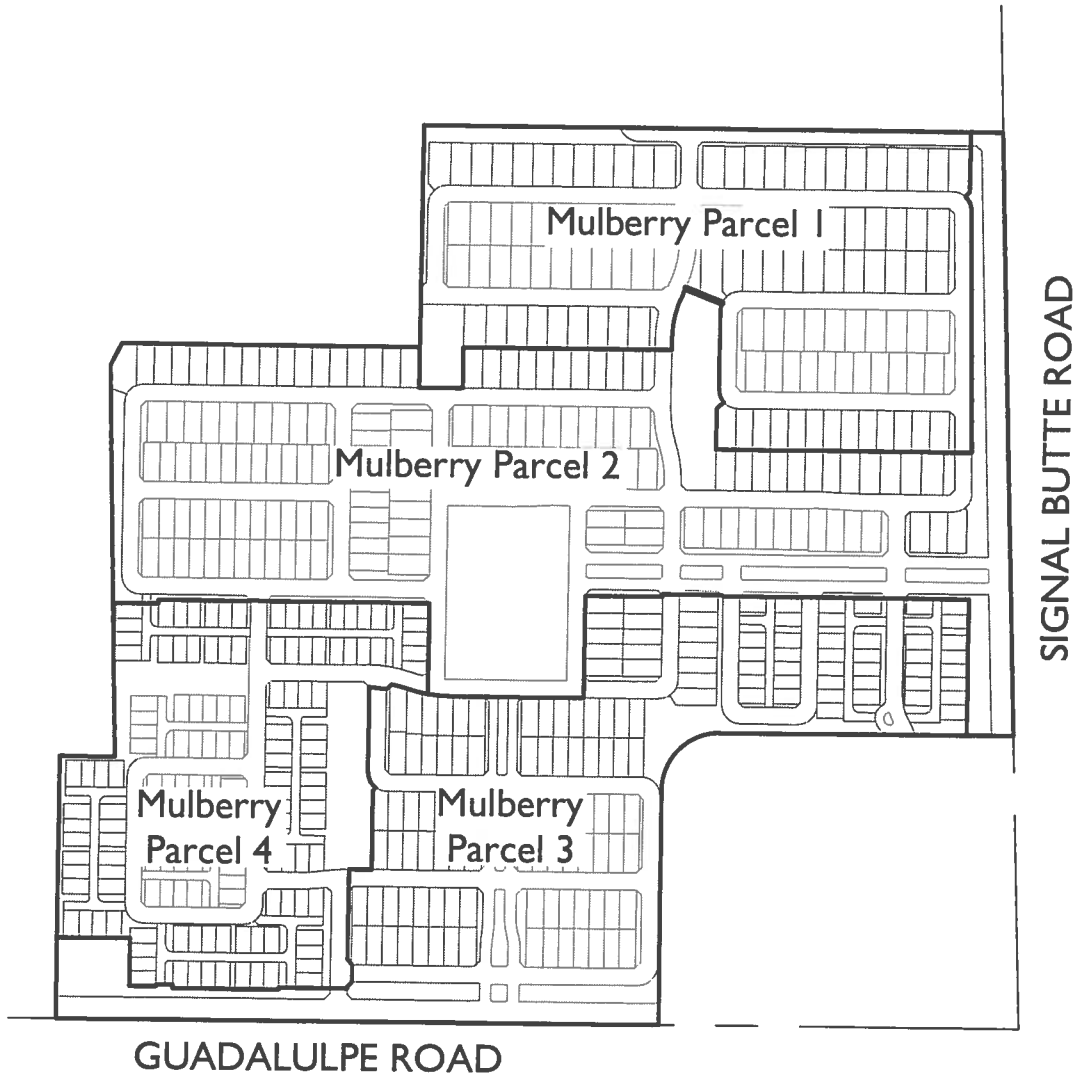 Mulberry Parcel 1
SIGNAL BUTTE ROAD
Mulberry Parcel 2
Mulberry
Parcel 4
Mulberry
Parcel 3
GUADALULPE ROAD